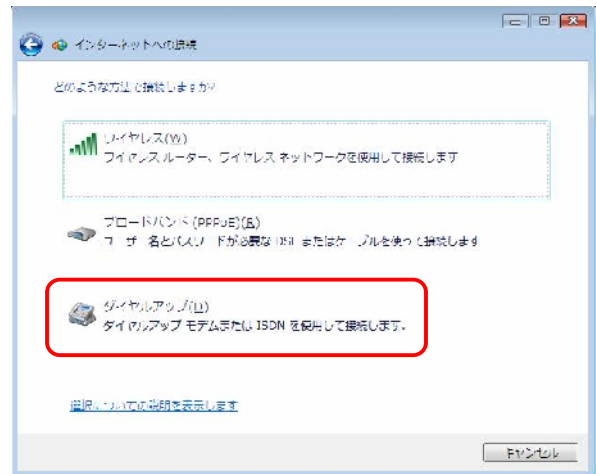 インターネットへの接続
どのような方法で接続しますか?
ワイヤレス(W)
ワイヤレス ルーター、ワイヤレス ネットワークを使用して接続します
ブロードバンド (PPPoE)(R)
ユーザー名とパスワードが必要な DSL またはケーブルを使って接続します
ダイヤルアップ(D)
ダイヤルアップ モデムまたは ISDN を使用して接続します。
選択についての説明を表示します
キャンセル